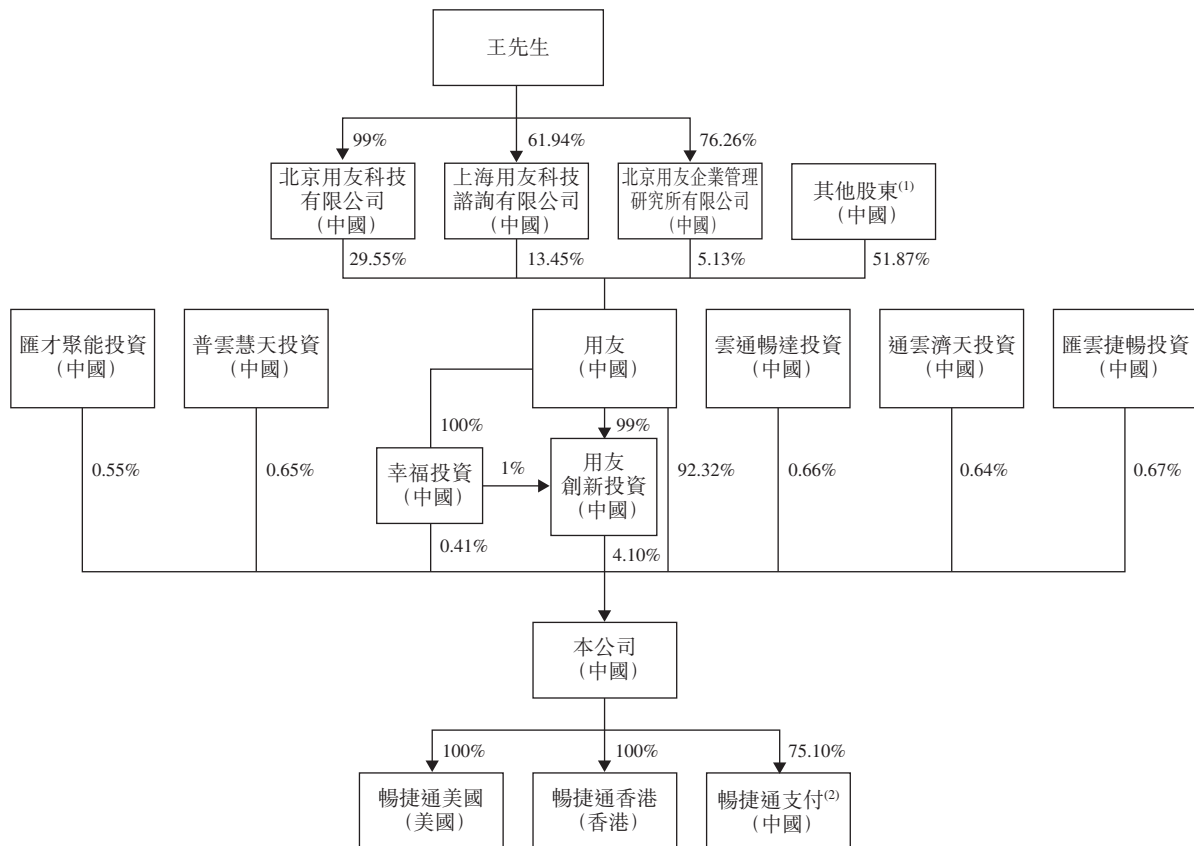 王先生
99%
61.94%
76.26%
北京用友科技
有限公司
（中國）
上海用友科技
諮詢有限公司
（中國）
北京用友企業管理
研究所有限公司
（中國）
其他股東(1)
（中國）
29.55%
13.45%
5.13%
51.87%
匯才聚能投資
（中國）
普雲慧天投資
（中國）
用友
（中國）
雲通暢達投資
（中國）
通雲濟天投資
（中國）
匯雲捷暢投資
（中國）
100%
99%
0.55%
0.65%
幸福投資
（中國）
1%
用友
創新投資
（中國）
92.32%
0.66%
0.64%
0.67%
0.41%
4.10%
本公司
（中國）
100%
100%
75.10%
暢捷通美國
(美國)
暢捷通香港
(香港)
暢捷通支付(2)
(中國)